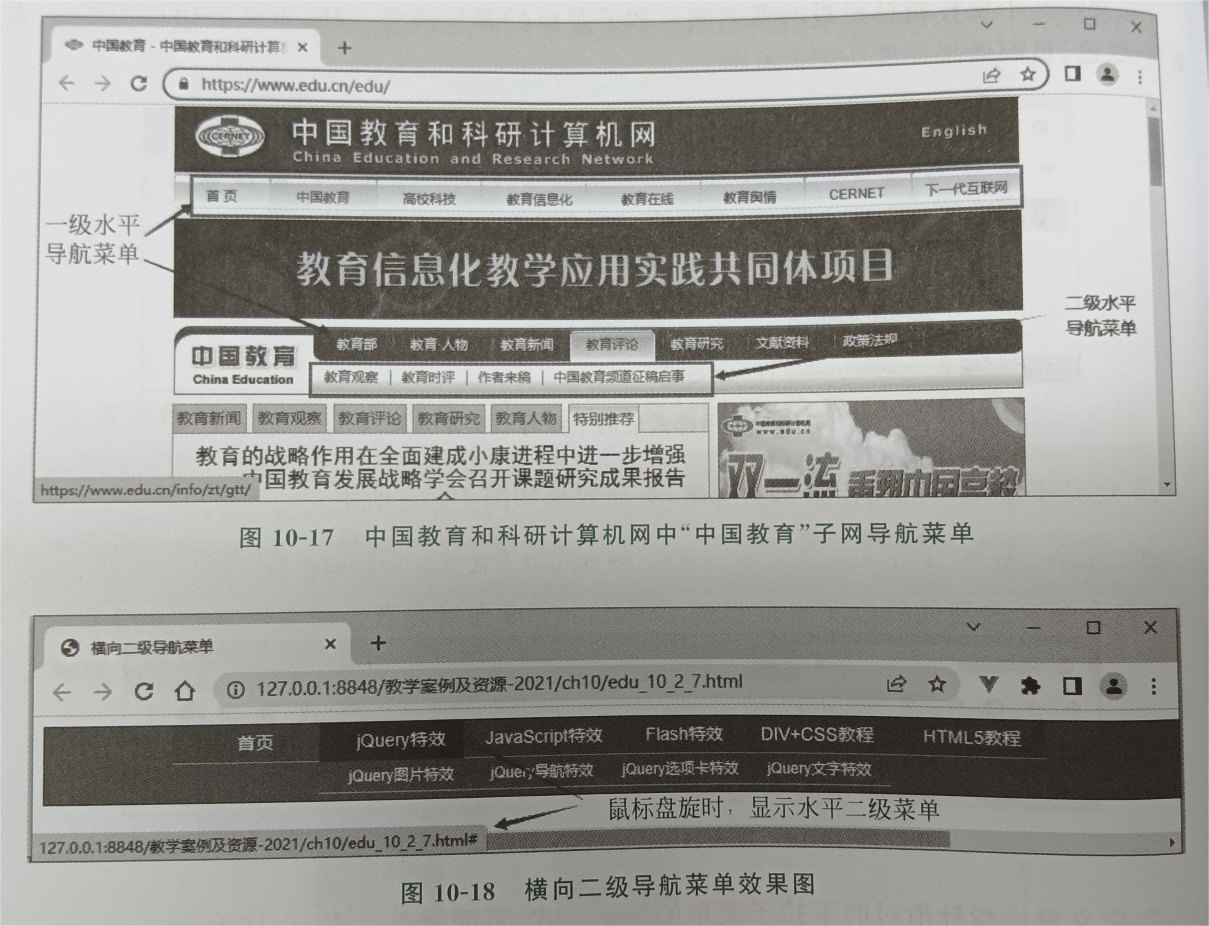 中国教育 - 中国教育和科研计算
https://www.edu.cn/edu/
CERNET
中国教育和科研计算机网
China Education and Research Network
English
首页 中国教育 高校科技 教育信息化 教育在线 教育舆情 CERNET 下一代互联网
一级水平
导航菜单
教育信息化教学应用实践共同体项目
二级水平
导航菜单
中国教育
China Education
教育部 教育·人物 教育新闻 教育评论 教育研究 文献资料 政策法规
教育观察 | 教育时评 | 作者来稿 | 中国教育频道征稿启事
教育新闻 教育观察 教育评论 教育研究 教育人物 特别推荐
教育的战略作用在全面建成小康进程中进一步增强
中国教育发展战略学会召开课题研究成果报告
中国教育和科研计算机网
www.edu.cn
双一流 重塑中国高校
https://www.edu.cn/info/zt/gtt/
图 10-17 中国教育和科研计算机网中“中国教育”子网导航菜单
横向二级导航菜单
127.0.0.1:8848/教学案例及资源-2021/ch10/edu_10_2_7.html
首页 jQuery特效 JavaScript特效 Flash特效 DIV+CSS教程 HTML5教程
jQuery图片特效 jQuery导航特效 jQuery选项卡特效 jQuery文字特效
鼠标盘旋时，显示水平二级菜单
127.0.0.1:8848/教学案例及资源-2021/ch10/edu_10_2_7.html#
图 10-18 横向二级导航菜单效果图